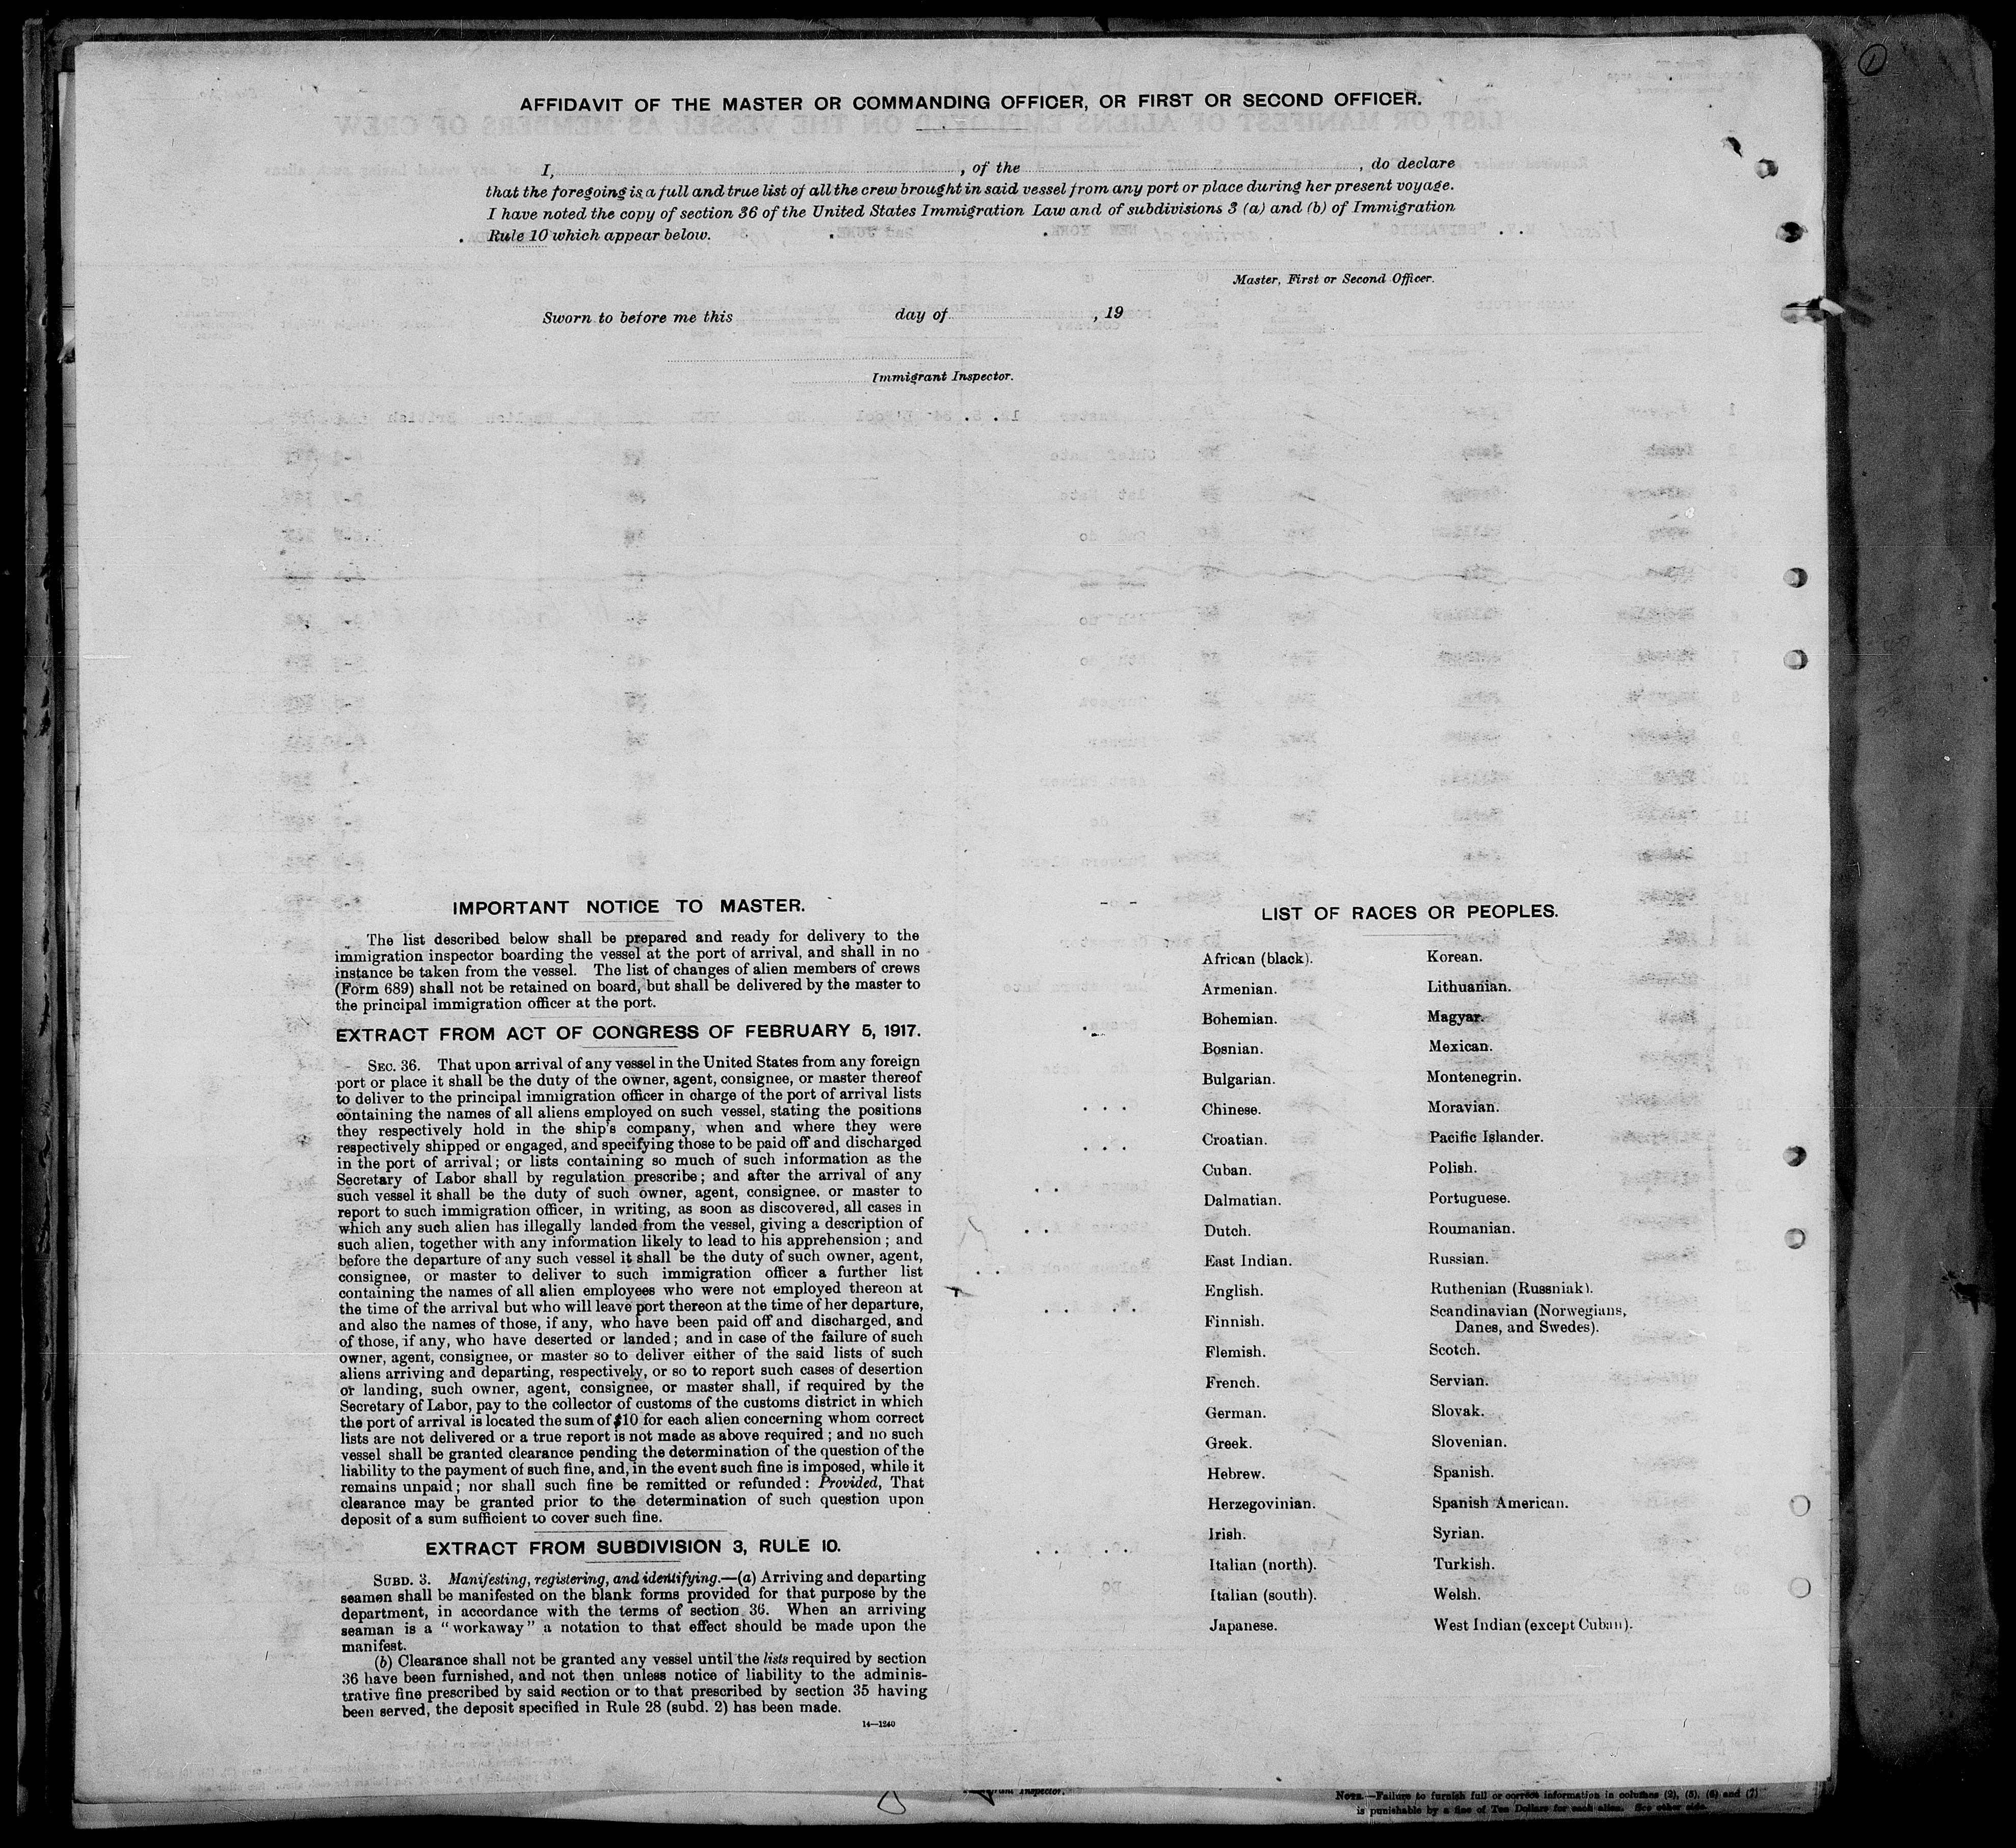 1
AFFIDAVIT OF THE MASTER OR COMMANDING OFFICER, OR FIRST OR SECOND OFFICER.
I, , of the , do declare
that the foregoing is a full and true list of all the crew brought in said vessel from any port or place during her present voyage.
I have noted the copy of section 36 of the United States Immigration Law and of subdivisions 3 (a) and (b) of Immigration
Rule 10 which appear below.
Master, First or Second Officer.
Sworn to before me this day of , 19
Immigrant Inspector.
IMPORTANT NOTICE TO MASTER.
The list described below shall be prepared and ready for delivery to the
immigration inspector boarding the vessel at the port of arrival, and shall in no
instance be taken from the vessel. The list of changes of alien members of crews
(Form 689) shall not be retained on board, but shall be delivered by the master to
the principal immigration officer at the port.
EXTRACT FROM ACT OF CONGRESS OF FEBRUARY 5, 1917.
SEC. 36. That upon arrival of any vessel in the United States from any foreign
port or place it shall be the duty of the owner, agent, consignee, or master thereof
to deliver to the principal immigration officer in charge of the port of arrival lists
containing the names of all aliens employed on such vessel, stating the positions
they respectively hold in the ship's company, when and where they were
respectively shipped or engaged, and specifying those to be paid off and discharged
in the port of arrival; or lists containing so much of such information as the
Secretary of Labor shall by regulation prescribe; and after the arrival of any
such vessel it shall be the duty of such owner, agent, consignee, or master to
report to such immigration officer, in writing, as soon as discovered, all cases in
which any such alien has illegally landed from the vessel, giving a description of
such alien, together with any information likely to lead to his apprehension; and
before the departure of any such vessel it shall be the duty of such owner, agent,
consignee, or master to deliver to such immigration officer a further list
containing the names of all alien employees who were not employed thereon at
the time of the arrival but who will leave port thereon at the time of her departure,
and also the names of those, if any, who have been paid off and discharged, and
of those, if any, who have deserted or landed; and in case of the failure of such
owner, agent, consignee, or master so to deliver either of the said lists of such
aliens arriving and departing, respectively, or so to report such cases of desertion
or landing, such owner, agent, consignee, or master shall, if required by the
Secretary of Labor, pay to the collector of customs of the customs district in which
the port of arrival is located the sum of $10 for each alien concerning whom correct
lists are not delivered or a true report is not made as above required; and no such
vessel shall be granted clearance pending the determination of the question of the
liability to the payment of such fine, and, in the event such fine is imposed, while it
remains unpaid; nor shall such fine be remitted or refunded: Provided, That
clearance may be granted prior to the determination of such question upon
deposit of a sum sufficient to cover such fine.
EXTRACT FROM SUBDIVISION 3, RULE 10.
SUBD. 3. Manifesting, registering, and identifying.—(a) Arriving and departing
seamen shall be manifested on the blank forms provided for that purpose by the
department, in accordance with the terms of section 36. When an arriving
seaman is a "workaway" a notation to that effect should be made upon the
manifest.
(b) Clearance shall not be granted any vessel until the lists required by section
36 have been furnished, and not then unless notice of liability to the adminis-
trative fine prescribed by said section or to that prescribed by section 35 having
been served, the deposit specified in Rule 28 (subd. 2) has been made.
14—1240
LIST OF RACES OR PEOPLES.
African (black).
Armenian.
Bohemian.
Bosnian.
Bulgarian.
Chinese.
Croatian.
Cuban.
Dalmatian.
Dutch.
East Indian.
English.
Finnish.
Flemish.
French.
German.
Greek.
Hebrew.
Herzegovinian.
Irish.
Italian (north).
Italian (south).
Japanese.
Korean.
Lithuanian.
Magyar.
Mexican.
Montenegrin.
Moravian.
Pacific Islander.
Polish.
Portuguese.
Roumanian.
Russian.
Ruthenian (Russniak).
Scandinavian (Norwegians,
Danes, and Swedes).
Scotch.
Servian.
Slovak.
Slovenian.
Spanish.
Spanish American.
Syrian.
Turkish.
Welsh.
West Indian (except Cuban).
Inspector.
NOTE.—Failure to furnish full or correct information in columns (2), (5), (6) and (7)
is punishable by a fine of Ten Dollars for each alien. See other side.